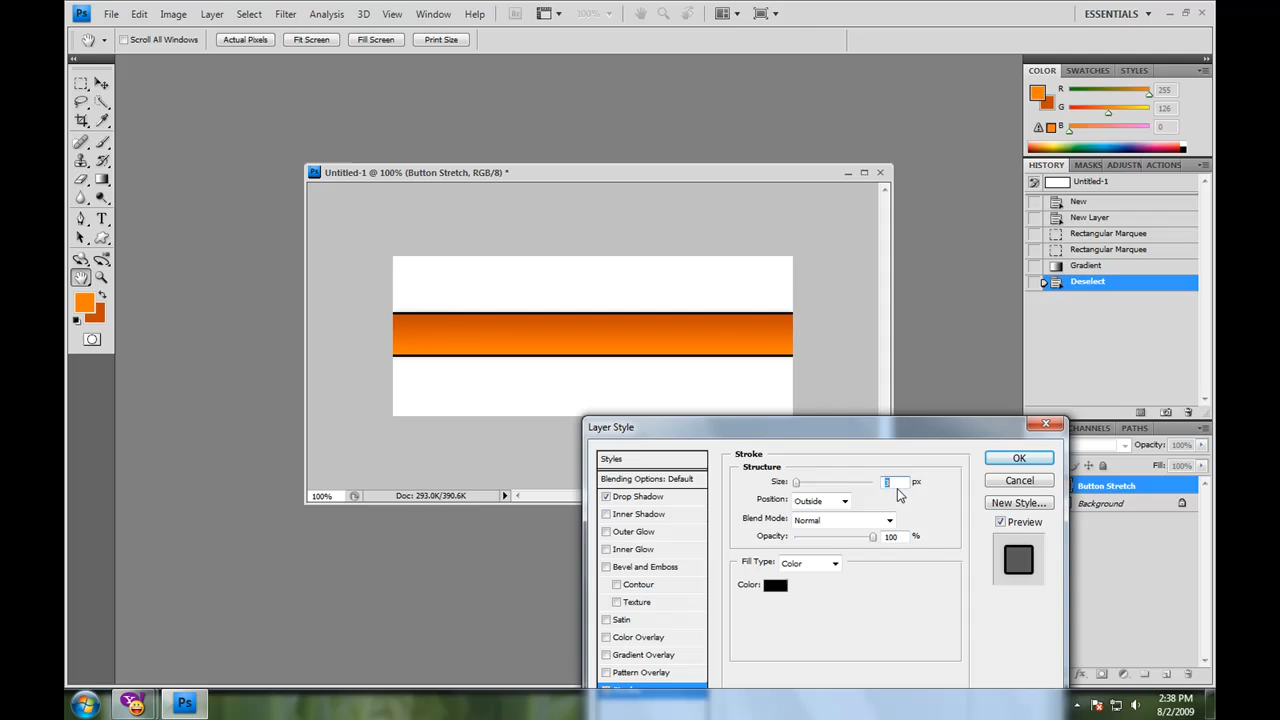 Ps File Edit Image Layer Select Filter Analysis 3D View Window Help Br 100% ESSENTIALS
Scroll All Windows Actual Pixels Fit Screen Fill Screen Print Size
COLOR SWATCHES STYLES
R 255
G 126
B 0
HISTORY MASKS ADJUSTN ACTIONS
Untitled-1
New
New Layer
Rectangular Marquee
Rectangular Marquee
Gradient
Deselect
Ps Untitled-1 @ 100% (Button Stretch, RGB/8) *
100% Doc: 293.0K/390.6K
CHANNELS PATHS
Opacity: 100%
Fill: 100%
Button Stretch
Background
Layer Style
Styles
Blending Options: Default
Drop Shadow
Inner Shadow
Outer Glow
Inner Glow
Bevel and Emboss
Contour
Texture
Satin
Color Overlay
Gradient Overlay
Pattern Overlay
Stroke
Structure
Size: 3 px
Position: Outside
Blend Mode: Normal
Opacity: 100 %
Fill Type: Color
Color:
OK
Cancel
New Style...
Preview
Ps
2:38 PM
8/2/2009